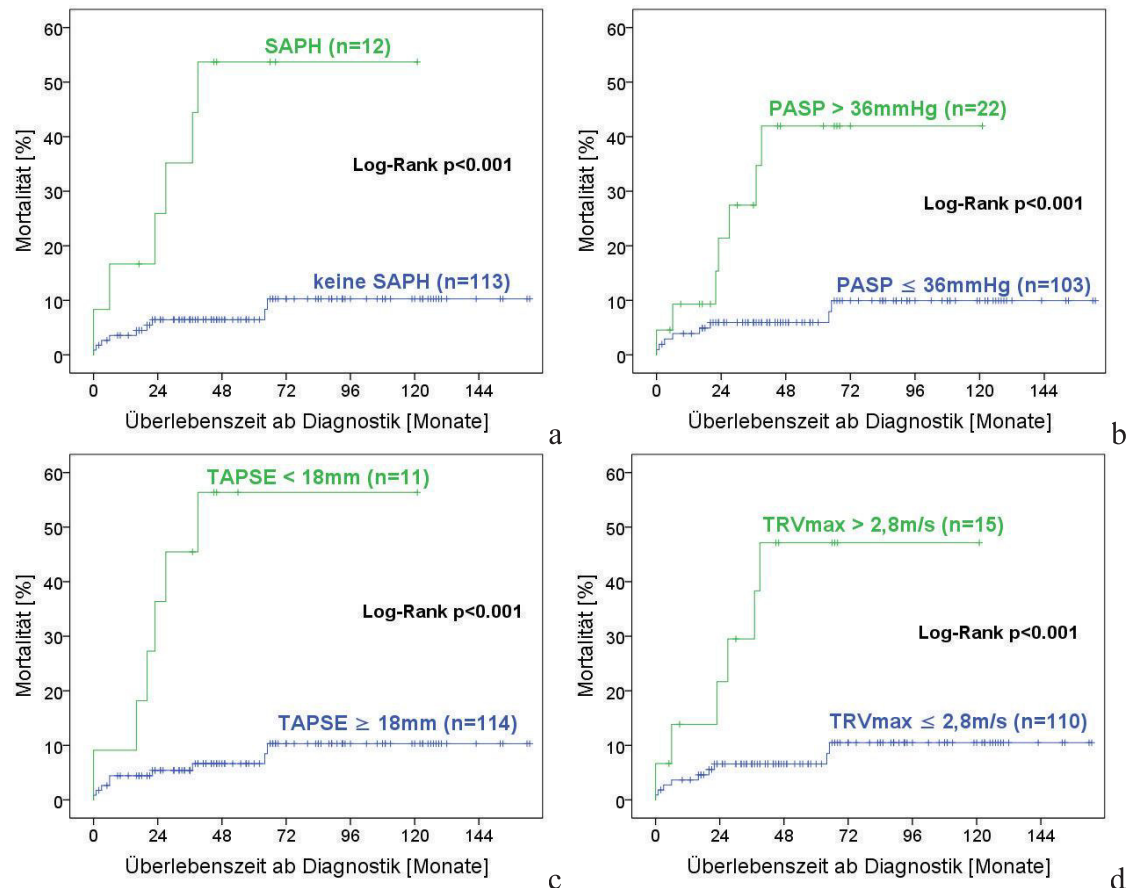 60
50
40
30
20
10
0
Mortalität [%]
SAPH (n=12)
Log-Rank p<0.001
keine SAPH (n=113)
0 24 48 72 96 120 144
Überlebenszeit ab Diagnostik [Monate]
a
60
50
40
30
20
10
0
Mortalität [%]
PASP > 36mmHg (n=22)
Log-Rank p<0.001
PASP ≤ 36mmHg (n=103)
0 24 48 72 96 120 144
Überlebenszeit ab Diagnostik [Monate]
b
60
50
40
30
20
10
0
Mortalität [%]
TAPSE < 18mm (n=11)
Log-Rank p<0.001
TAPSE ≥ 18mm (n=114)
0 24 48 72 96 120 144
Überlebenszeit ab Diagnostik [Monate]
c
60
50
40
30
20
10
0
Mortalität [%]
TRVmax > 2,8m/s (n=15)
Log-Rank p<0.001
TRVmax ≤ 2,8m/s (n=110)
0 24 48 72 96 120 144
Überlebenszeit ab Diagnostik [Monate]
d